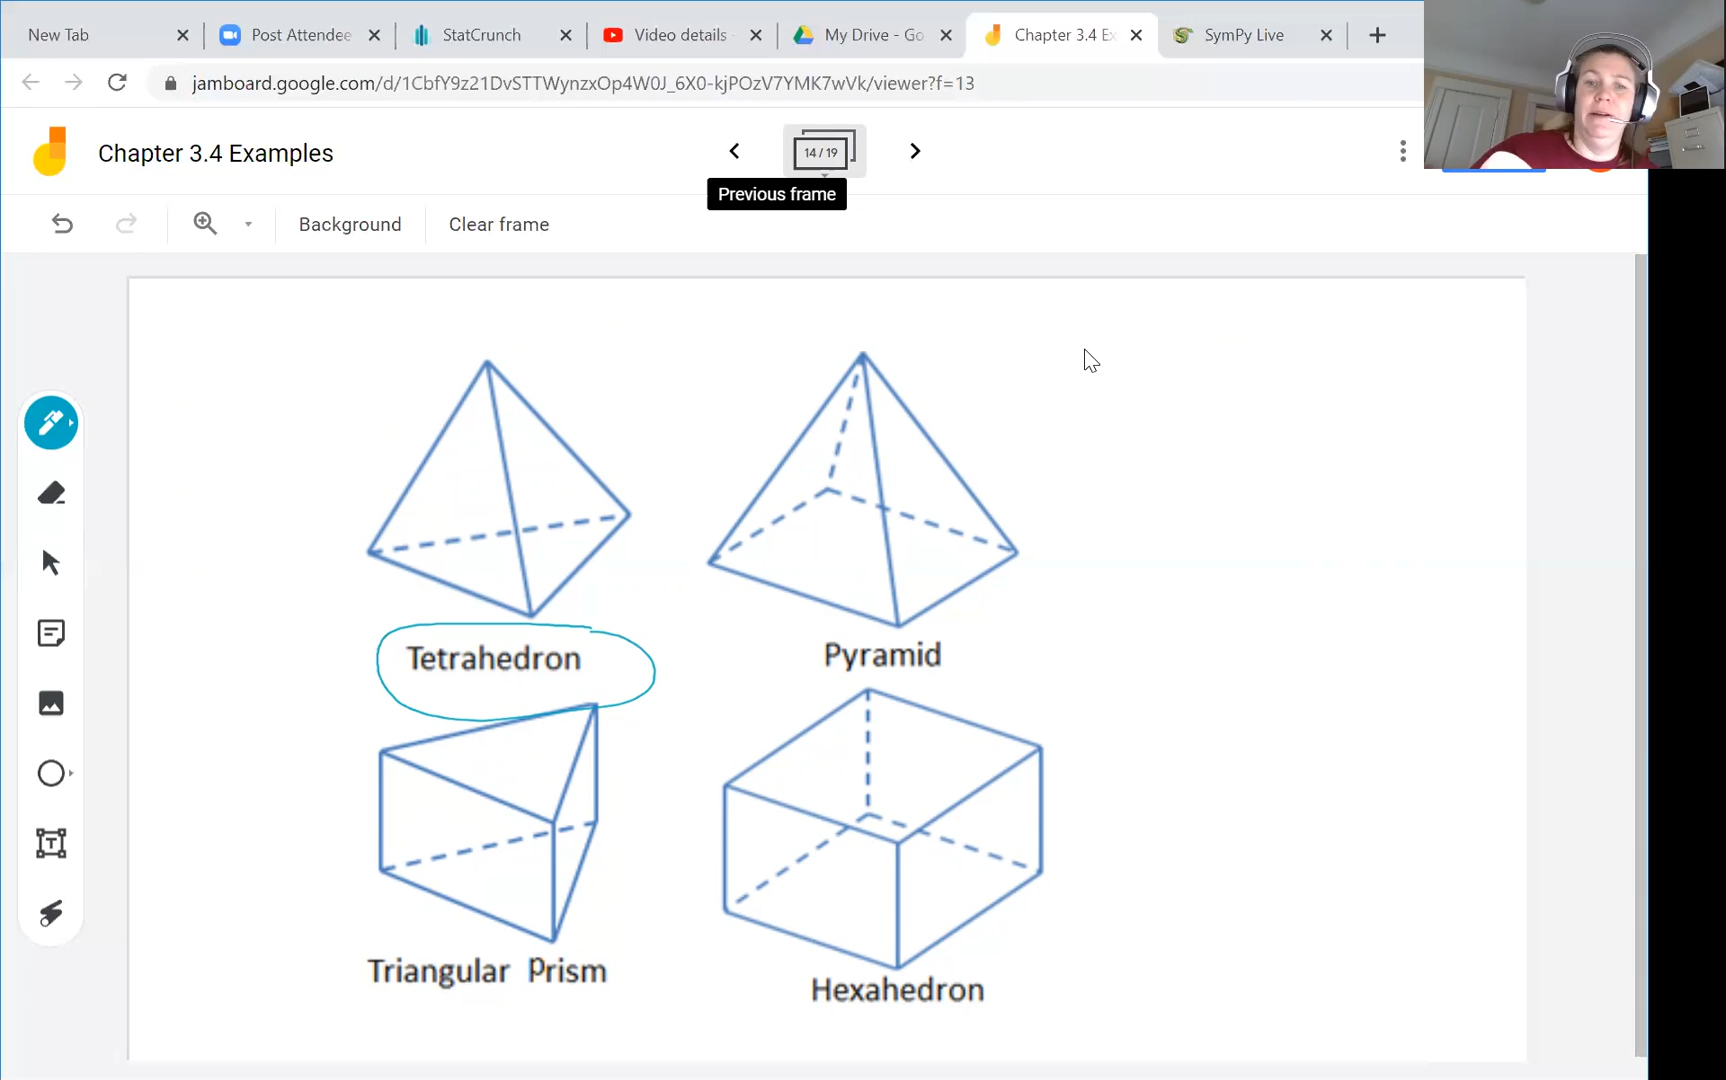 New Tab
Post Attendee
StatCrunch
Video details -
My Drive - Go
Chapter 3.4 Ex
SymPy Live
jamboard.google.com/d/1CbfY9z21DvSTTWynzxOp4W0J_6X0-kjPOzV7YMK7wVk/viewer?f=13
Chapter 3.4 Examples
14 / 19
Previous frame
Background
Clear frame
Tetrahedron
Pyramid
Triangular Prism
Hexahedron